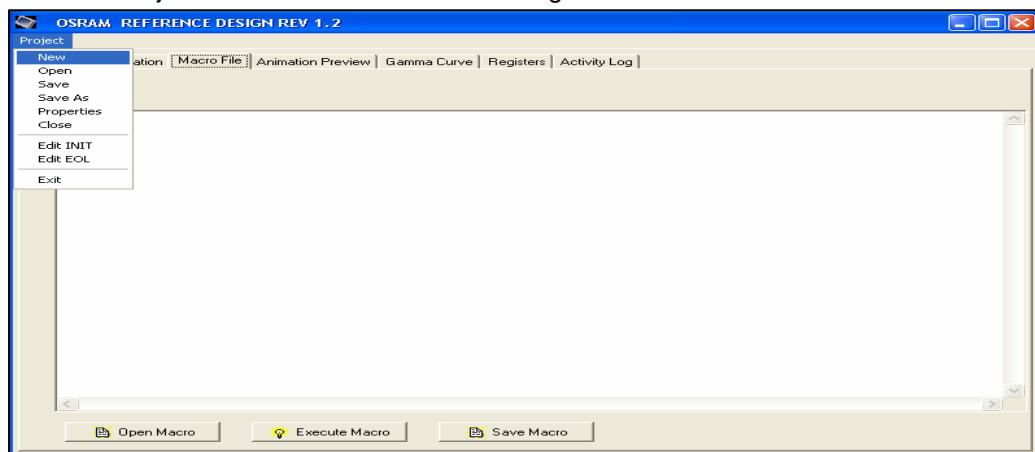 OSRAM REFERENCE DESIGN REV 1.2
Project
New
Open
Save
Save As
Properties
Close
Edit INIT
Edit EOL
Exit
ation Macro File Animation Preview Gamma Curve Registers Activity Log
Open Macro Execute Macro Save Macro